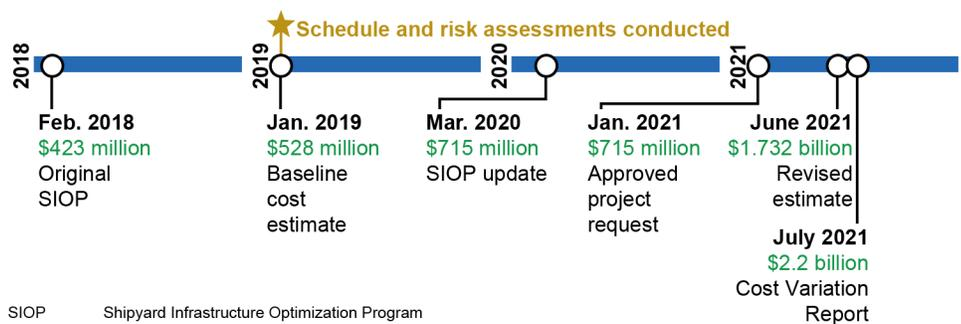 Schedule and risk assessments conducted
2018
2019
2020
2021
Feb. 2018
$423 million
Original
SIOP
Jan. 2019
$528 million
Baseline
cost
estimate
Mar. 2020
$715 million
SIOP update
Jan. 2021
$715 million
Approved
project
request
June 2021
$1.732 billion
Revised
estimate
July 2021
$2.2 billion
Cost Variation
Report
SIOP Shipyard Infrastructure Optimization Program